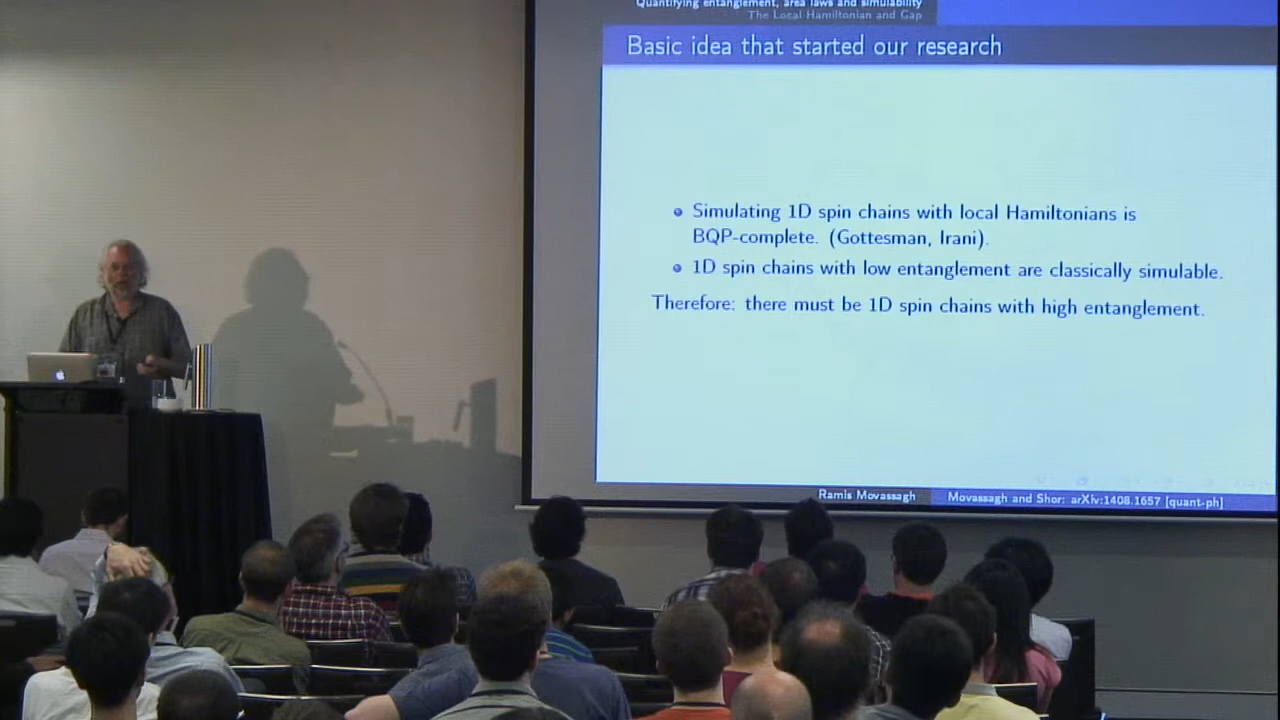 Quantifying entanglement, area laws and simulability
The Local Hamiltonian and Gap
Basic idea that started our research
Simulating 1D spin chains with local Hamiltonians is
BQP-complete. (Gottesman, Irani).
1D spin chains with low entanglement are classically simulable.
Therefore: there must be 1D spin chains with high entanglement.
Ramis Movassagh
Movassagh and Shor: arXiv:1408.1657 [quant-ph]